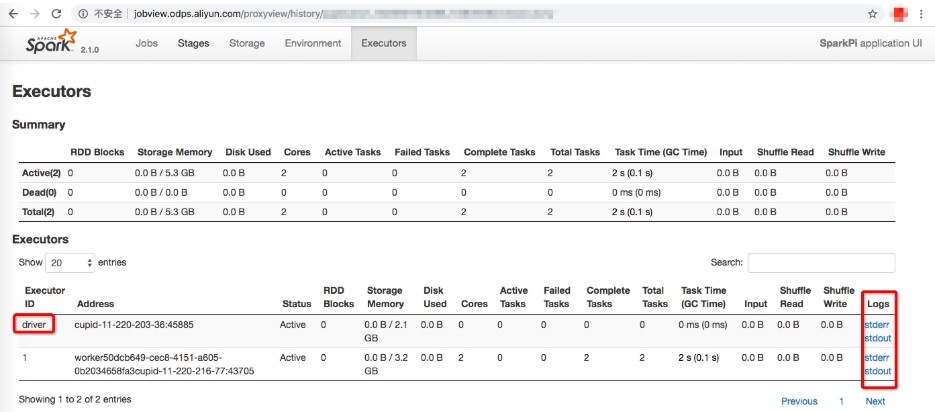 不安全 | jobview.odps.aliyun.com/proxyview/history/
APACHE Spark 2.1.0 Jobs Stages Storage Environment Executors SparkPi application UI
Executors
Summary
RDD Blocks Storage Memory Disk Used Cores Active Tasks Failed Tasks Complete Tasks Total Tasks Task Time (GC Time) Input Shuffle Read Shuffle Write
Active(2) 0 0.0 B / 5.3 GB 0.0 B 2 0 0 2 2 2 s (0.1 s) 0.0 B 0.0 B 0.0 B
Dead(0) 0 0.0 B / 0.0 B 0.0 B 0 0 0 0 0 0 ms (0 ms) 0.0 B 0.0 B 0.0 B
Total(2) 0 0.0 B / 5.3 GB 0.0 B 2 0 0 2 2 2 s (0.1 s) 0.0 B 0.0 B 0.0 B
Executors
Show 20 entries Search:
Executor ID Address Status RDD Blocks Storage Memory Disk Used Cores Active Tasks Failed Tasks Complete Tasks Total Tasks Task Time (GC Time) Input Shuffle Read Shuffle Write Logs
driver cupid-11-220-203-36:45885 Active 0 0.0 B / 2.1 GB 0.0 B 0 0 0 0 0 0 ms (0 ms) 0.0 B 0.0 B 0.0 B stderr
stdout
1 worker50dcb649-cec8-4151-a605-0b2034658fa3cupid-11-220-216-77:43705 Active 0 0.0 B / 3.2 GB 0.0 B 2 0 0 2 2 2 s (0.1 s) 0.0 B 0.0 B 0.0 B stderr
stdout
Showing 1 to 2 of 2 entries Previous 1 Next